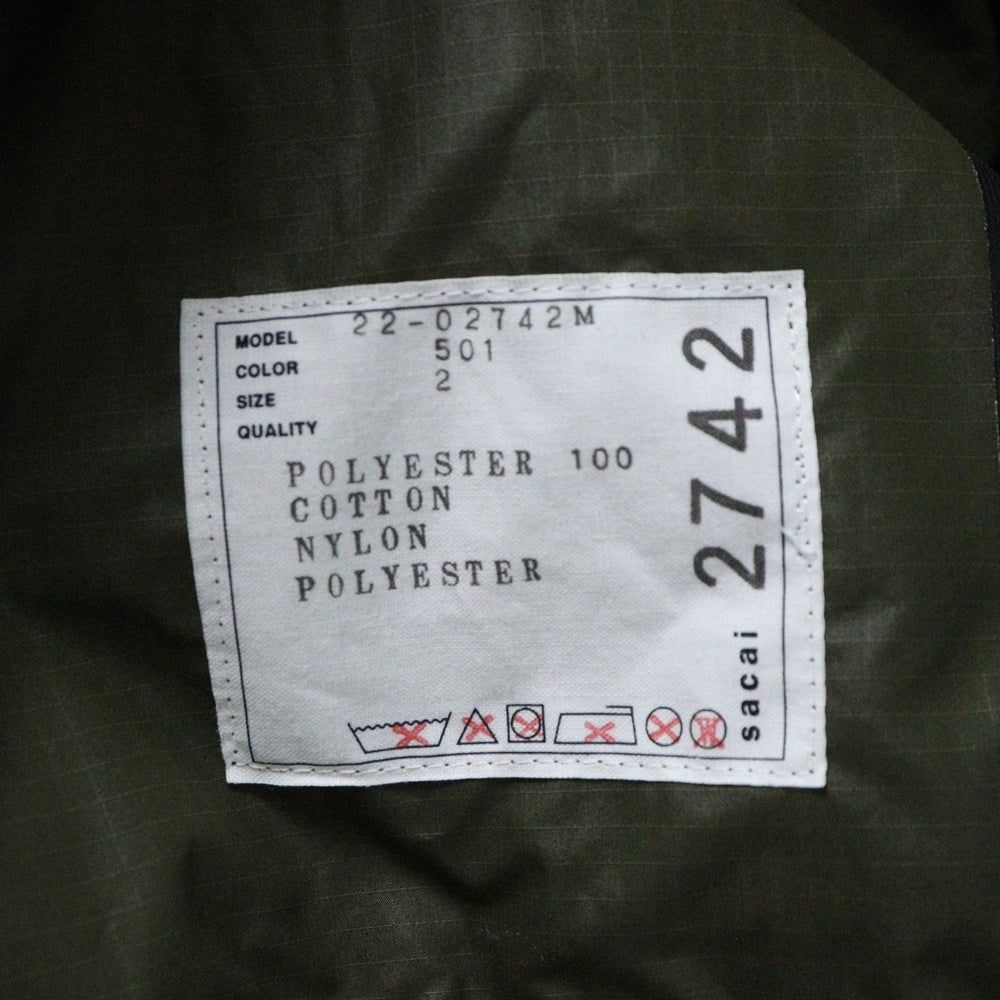 MODEL 22-02742M
COLOR 501
SIZE 2
QUALITY
POLYESTER 100
COTTON
NYLON
POLYESTER
sacai 2742
W